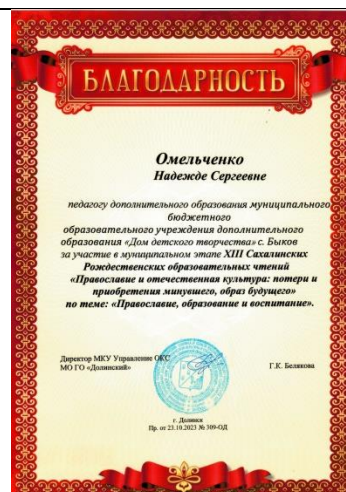 БЛАГОДАРНОСТЬ
Омельченко
Надежде Сергеевне
педагогу дополнительного образования муниципального
бюджетного
образовательного учреждения дополнительного
образования «Дом детского творчества» с. Быков
за участие в муниципальном этапе XIII Сахалинских
Рождественских образовательных чтений
«Православие и отечественная культура: потери и
приобретения минувшего, образ будущего»
по теме: «Православие, образование и воспитание».
Директор МКУ Управление ОКС
МО ГО «Долинский»
Г.К. Белякова
г. Долинск
Пр. от 23.10.2023 № 309-ОД